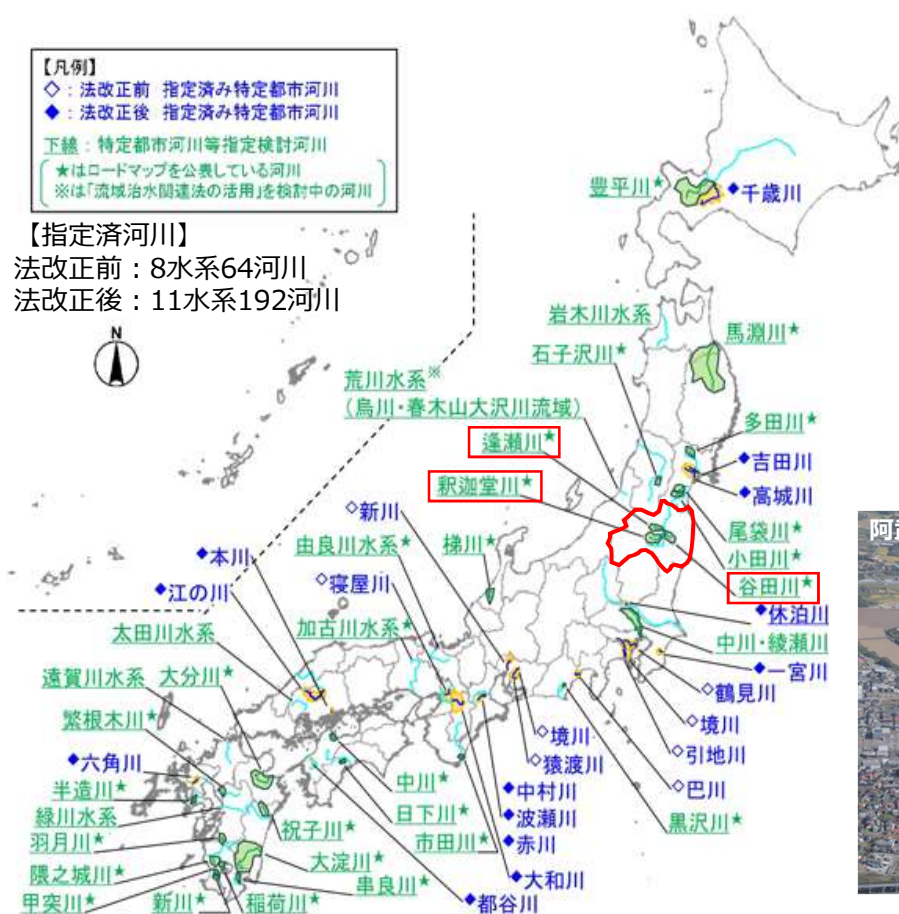 【凡例】
◇：法改正前 指定済み特定都市河川
◆：法改正後 指定済み特定都市河川
下線：特定都市河川等指定検討河川
★はロードマップを公表している河川
※は「流域治水関連法の活用」を検討中の河川
【指定済河川】
法改正前：8水系64河川
法改正後：11水系192河川
N
豊平川★
◆千歳川
岩木川水系
馬淵川★
石子沢川★
荒川水系※
(烏川・春木山大沢川流域)
多田川★
逢瀬川★
◆吉田川
釈迦堂川★
◆高城川
◇新川
尾袋川★
◆本川
由良川水系★
梯川★
小田川★
谷田川★
◆江の川
◇寝屋川
◆休泊川
太田川水系
加古川水系★
中川・綾瀬川
◆一宮川
遠賀川水系
大分川★
◇鶴見川
繁根木川★
◇境川
◇境川
◇引地川
◆六角川
◇猿渡川
◇巴川
半造川★
中川★
◆中村川
緑川水系
日下川★
◆波瀬川
黒沢川★
羽月川★
祝子川★
市田川★
◆赤川
隈之城川★
大淀川★
◆大和川
甲突川★
新川★
稲荷川★
串良川★
◆都谷川
阿武